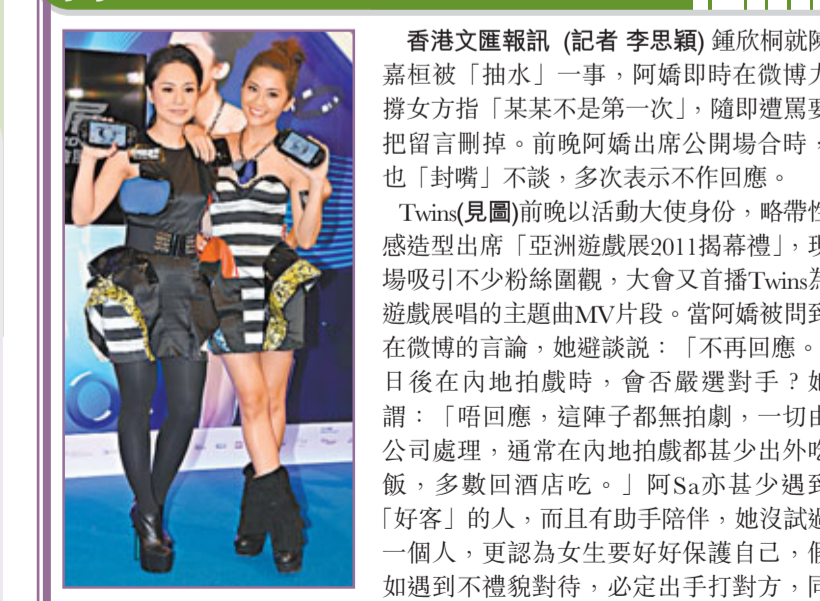 香港文匯報訊 (記者 李思穎) 鍾欣桐就陳
嘉桓被「抽水」一事，阿嬌即時在微博力
撐女方指「某某不是第一次」，隨即遭罵要
把留言刪掉。前晚阿嬌出席公開場合時，
也「封嘴」不談，多次表示不作回應。
Twins(見圖)前晚以活動大使身份，略帶性
感造型出席「亞洲遊戲展2011揭幕禮」，現
場吸引不少粉絲圍觀，大會又首播Twins為
遊戲展唱的主題曲MV片段。當阿嬌被問到
在微博的言論，她避談說：「不再回應。
日後在內地拍戲時，會否嚴選對手？她
謂：「唔回應，這陣子都無拍劇，一切由
公司處理，通常在內地拍戲都甚少出外吃
飯，多數回酒店吃。」阿Sa亦甚少遇到
「好客」的人，而且有助手陪伴，她沒試過
一個人，更認為女生要好好保護自己，假
如遇到不禮貌對待，必定出手打對方，同